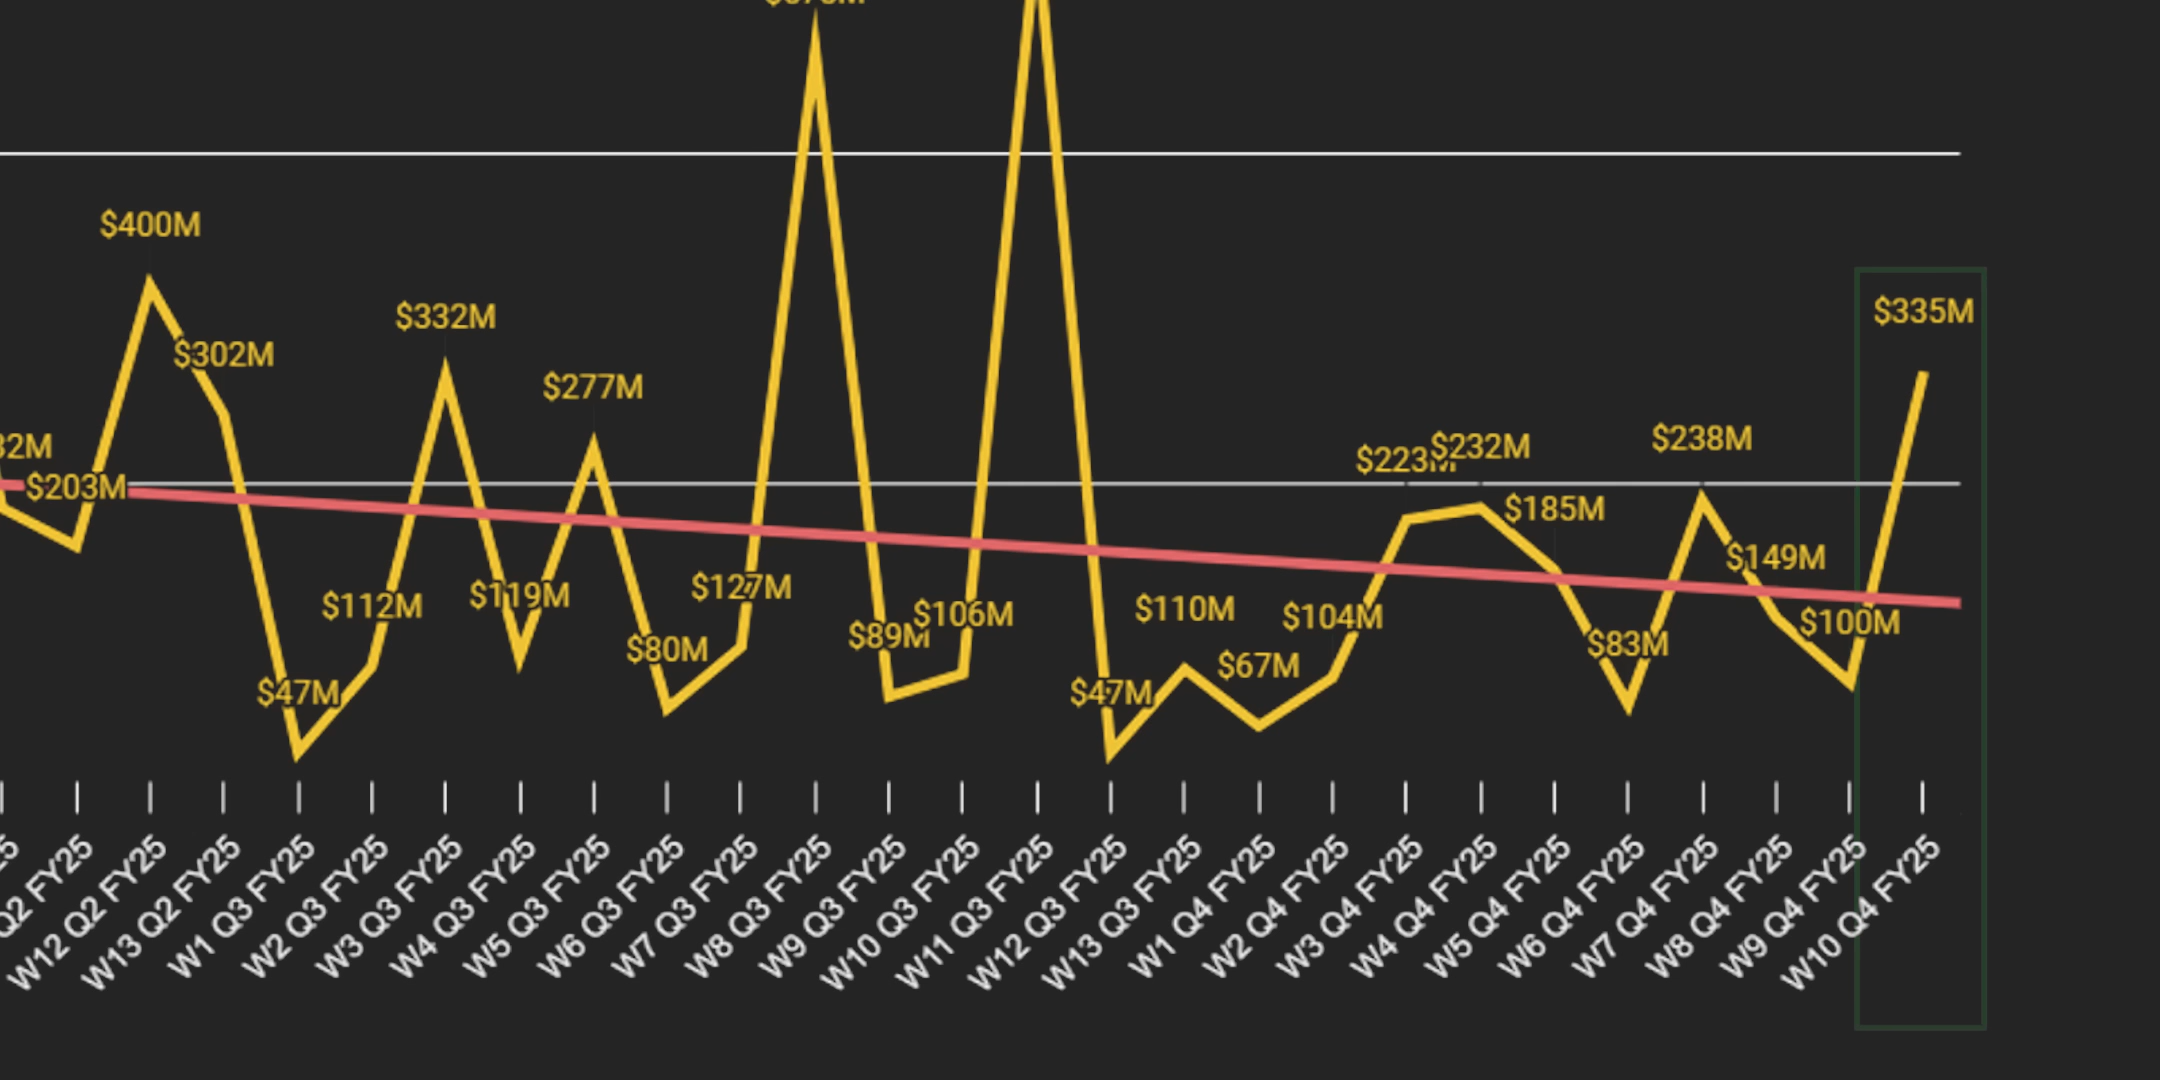 $400M
$302M
$332M
$277M
$335M
$203M
$223M
$232M
$238M
$185M
$149M
$112M
$119M
$127M
$110M
$104M
$100M
$89M
$106M
$80M
$67M
$83M
$47M
$47M
Q2 FY25
W12 Q2 FY25
W13 Q2 FY25
W1 Q3 FY25
W2 Q3 FY25
W3 Q3 FY25
W4 Q3 FY25
W5 Q3 FY25
W6 Q3 FY25
W7 Q3 FY25
W8 Q3 FY25
W9 Q3 FY25
W10 Q3 FY25
W11 Q3 FY25
W12 Q3 FY25
W13 Q3 FY25
W1 Q4 FY25
W2 Q4 FY25
W3 Q4 FY25
W4 Q4 FY25
W5 Q4 FY25
W6 Q4 FY25
W7 Q4 FY25
W8 Q4 FY25
W9 Q4 FY25
W10 Q4 FY25